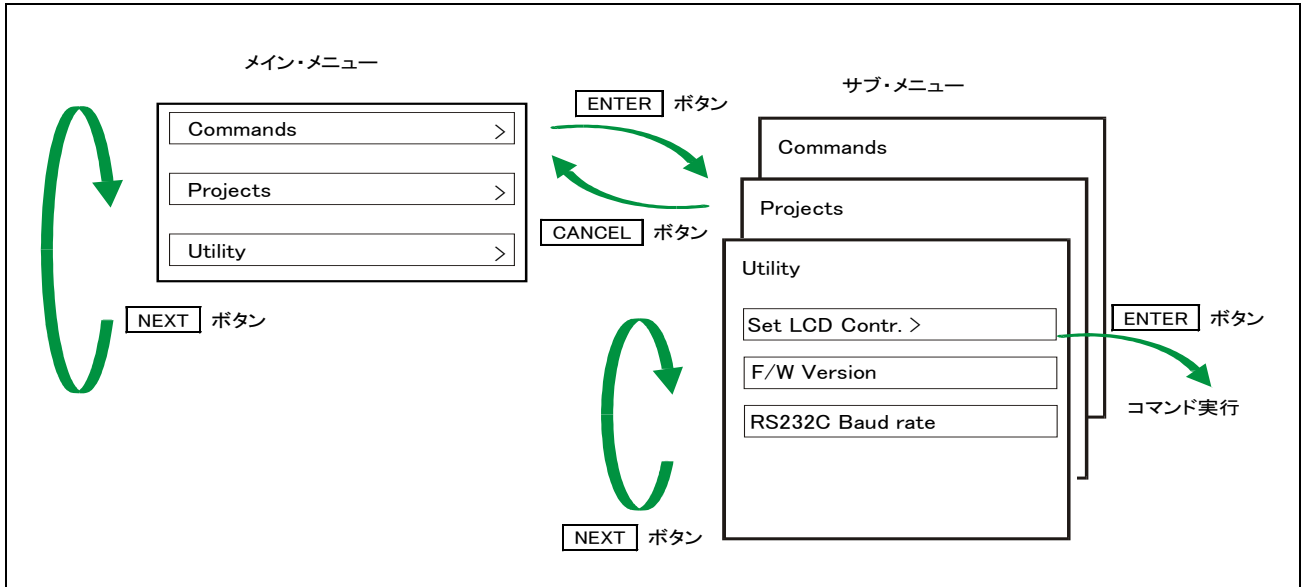 メイン・メニュー
Commands >
Projects >
Utility >
NEXT ボタン
ENTER ボタン
CANCEL ボタン
サブ・メニュー
Commands
Projects
Utility
Set LCD Contr. >
F/W Version
RS232C Baud rate
NEXT ボタン
ENTER ボタン
コマンド実行